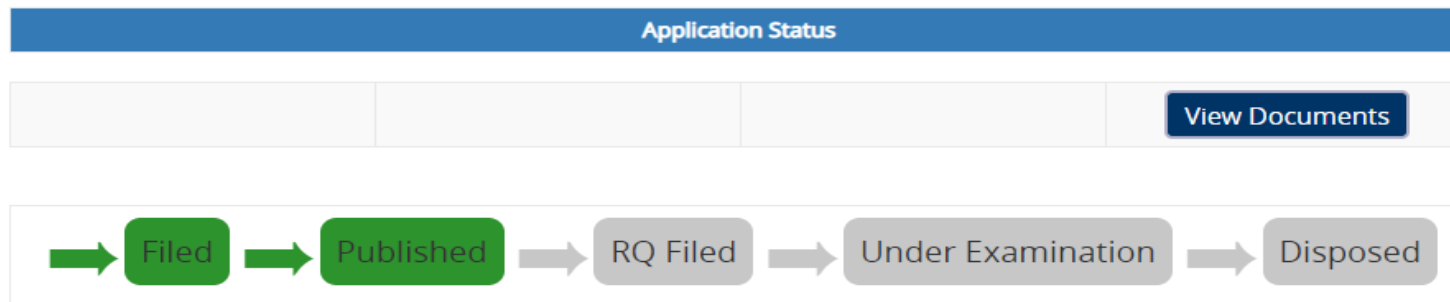 Application Status
View Documents
Filed Published RQ Filed Under Examination Disposed